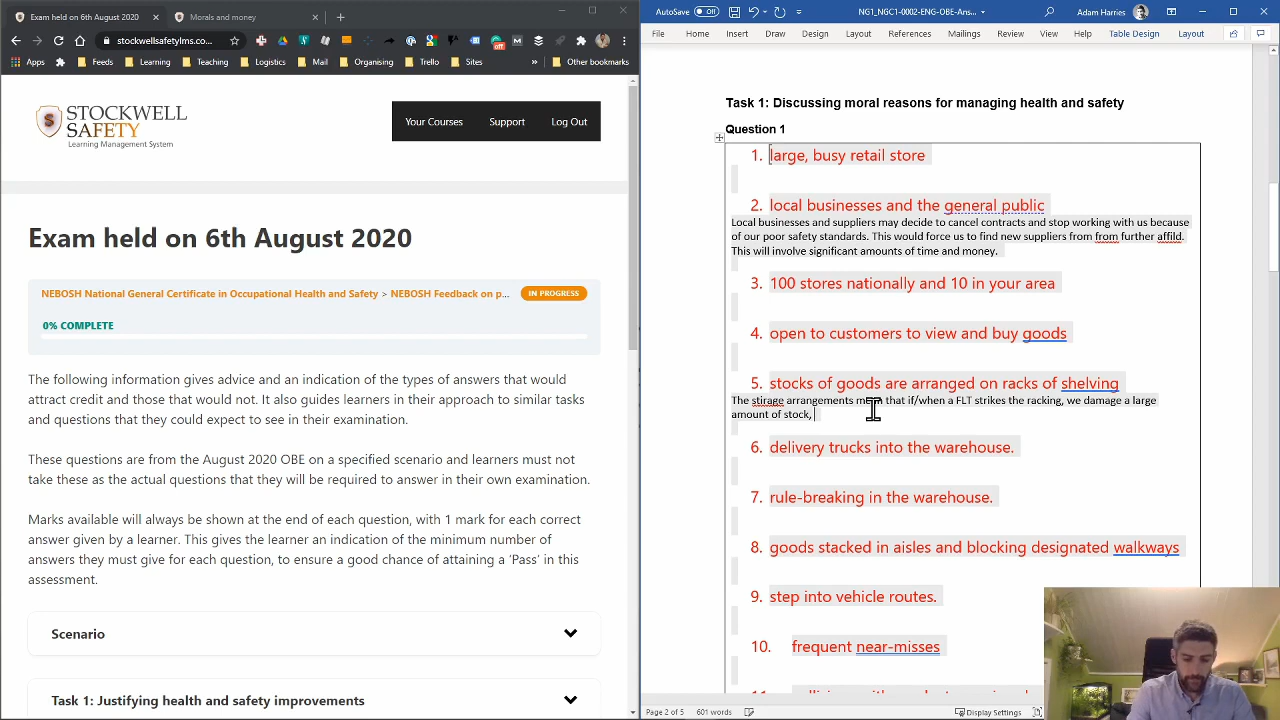 Exam held on 6th August 2020
Morals and money
AutoSave
Off
NG1_NGC1-0002-ENG-OBE-Ans...
Adam Harris
stockwellsafetylms.co...
off
File Home Insert Draw Design Layout References Mailings Review View Help Table Design Layout
Apps Feeds Learning Teaching Logistics Mail Organising Trello Sites » Other bookmarks
STOCKWELL
SAFETY
Learning Management System
Your Courses Support Log Out
Exam held on 6th August 2020
NEBOSH National General Certificate in Occupational Health and Safety > NEBOSH Feedback on p...
IN PROGRESS
0% COMPLETE
The following information gives advice and an indication of the types of answers that would
attract credit and those that would not. It also guides learners in their approach to similar tasks
and questions that they could expect to see in their examination.
These questions are from the August 2020 OBE on a specified scenario and learners must not
take these as the actual questions that they will be required to answer in their own examination.
Marks available will always be shown at the end of each question, with 1 mark for each correct
answer given by a learner. This gives the learner an indication of the minimum number of
answers they must give for each question, to ensure a good chance of attaining a ‘Pass’ in this
assessment.
Scenario
Task 1: Justifying health and safety improvements
Task 1: Discussing moral reasons for managing health and safety
Question 1
1. large, busy retail store
2. local businesses and the general public
Local businesses and suppliers may decide to cancel contracts and stop working with us because
of our poor safety standards. This would force us to find new suppliers from from further affild.
This will involve significant amounts of time and money.
3. 100 stores nationally and 10 in your area
4. open to customers to view and buy goods
5. stocks of goods are arranged on racks of shelving
The stirage arrangements that if/when a FLT strikes the racking, we damage a large
amount of stock,
6. delivery trucks into the warehouse.
7. rule-breaking in the warehouse.
8. goods stacked in aisles and blocking designated walkways
9. step into vehicle routes.
10. frequent near-misses
Page 2 of 5 601 words
Display Settings